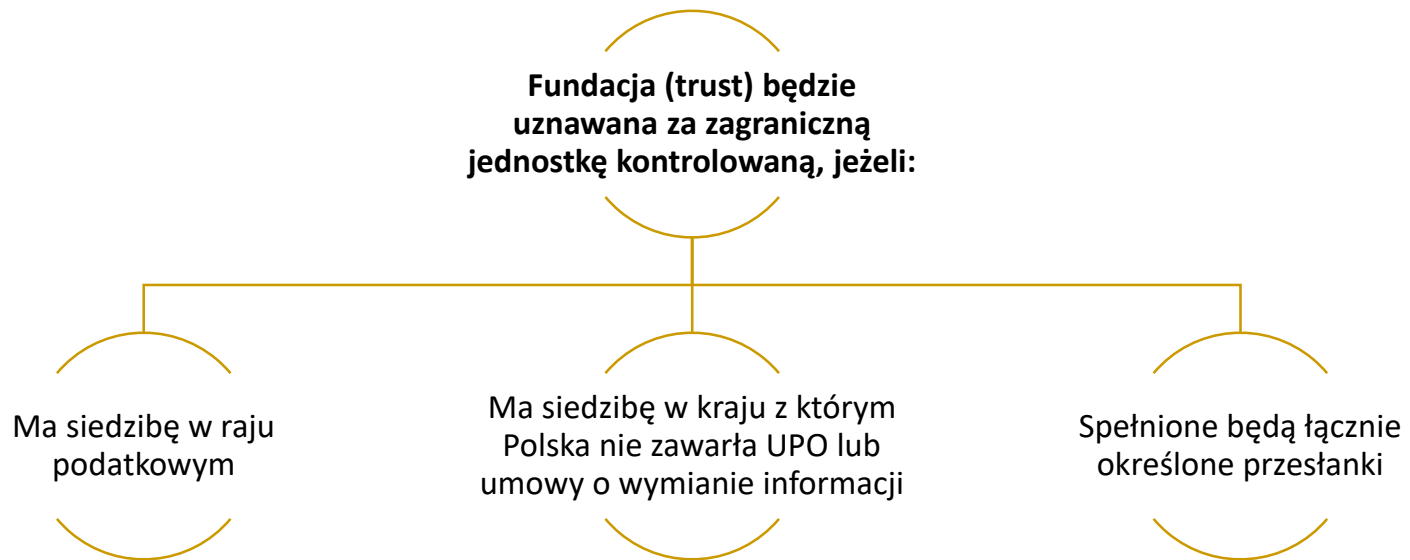 Fundacja (trust) będzie
uznawana za zagraniczną
jednostkę kontrolowaną, jeżeli:
Ma siedzibę w raju
podatkowym
Ma siedzibę w kraju z którym
Polska nie zawarła UPO lub
umowy o wymianie informacji
Spełnione będą łącznie
określone przesłanki